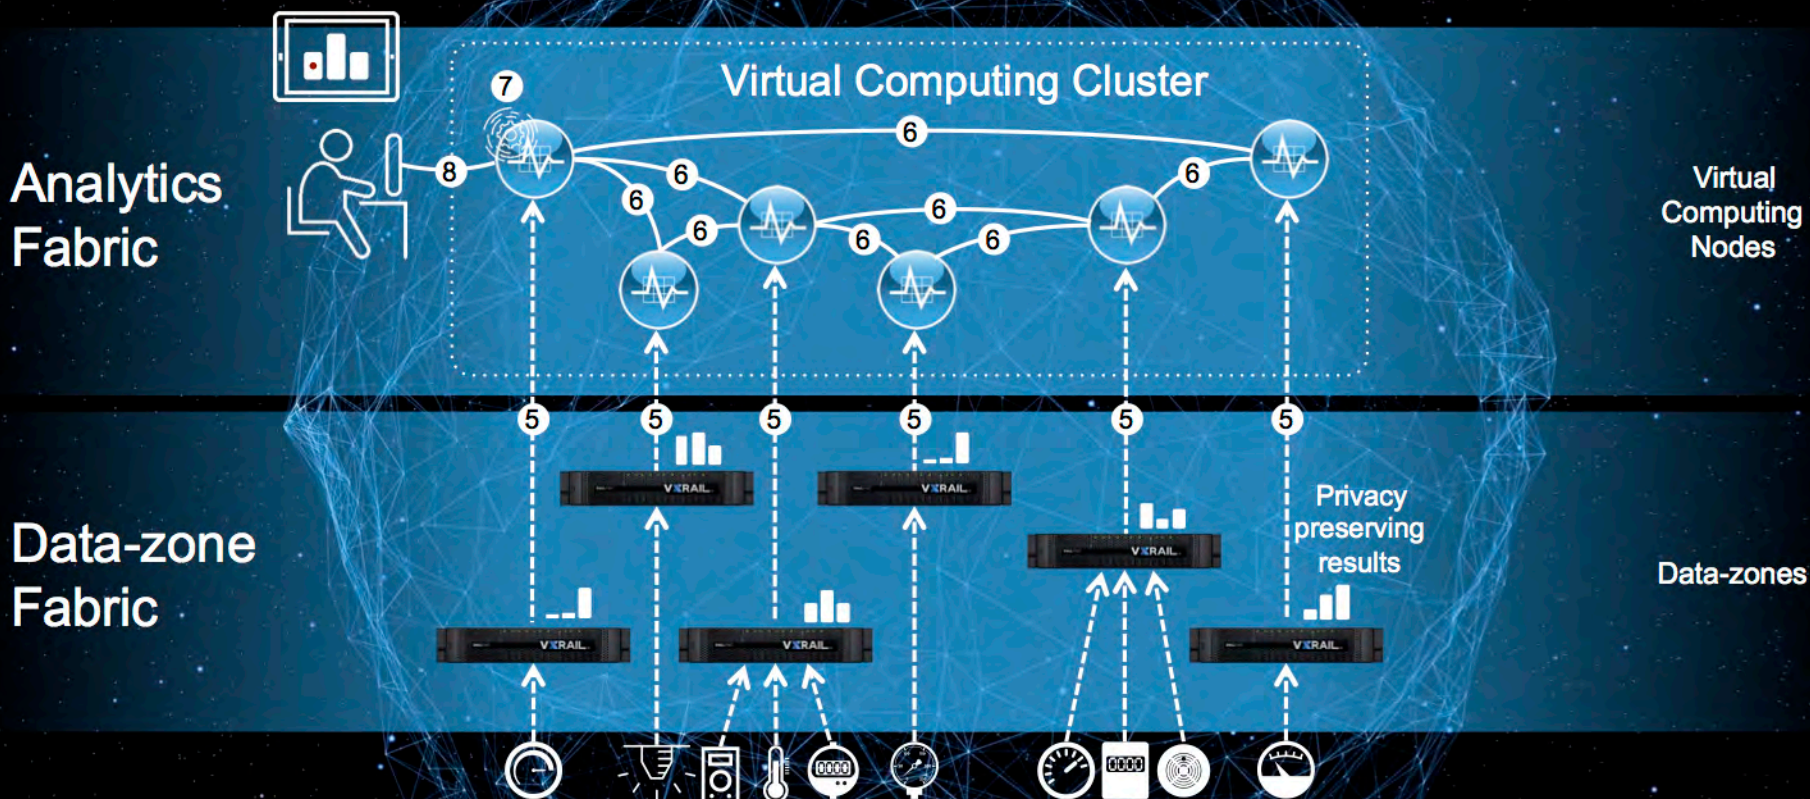 Virtual Computing Cluster
7
6
8
6
6
6
6
6
6
6
Analytics
Fabric
Virtual
Computing
Nodes
5
5
5
5
5
5
VXRAIL
VXRAIL
VXRAIL
VXRAIL
VXRAIL
VXRAIL
Privacy
preserving
results
Data-zone
Fabric
Data-zones
0000
0000